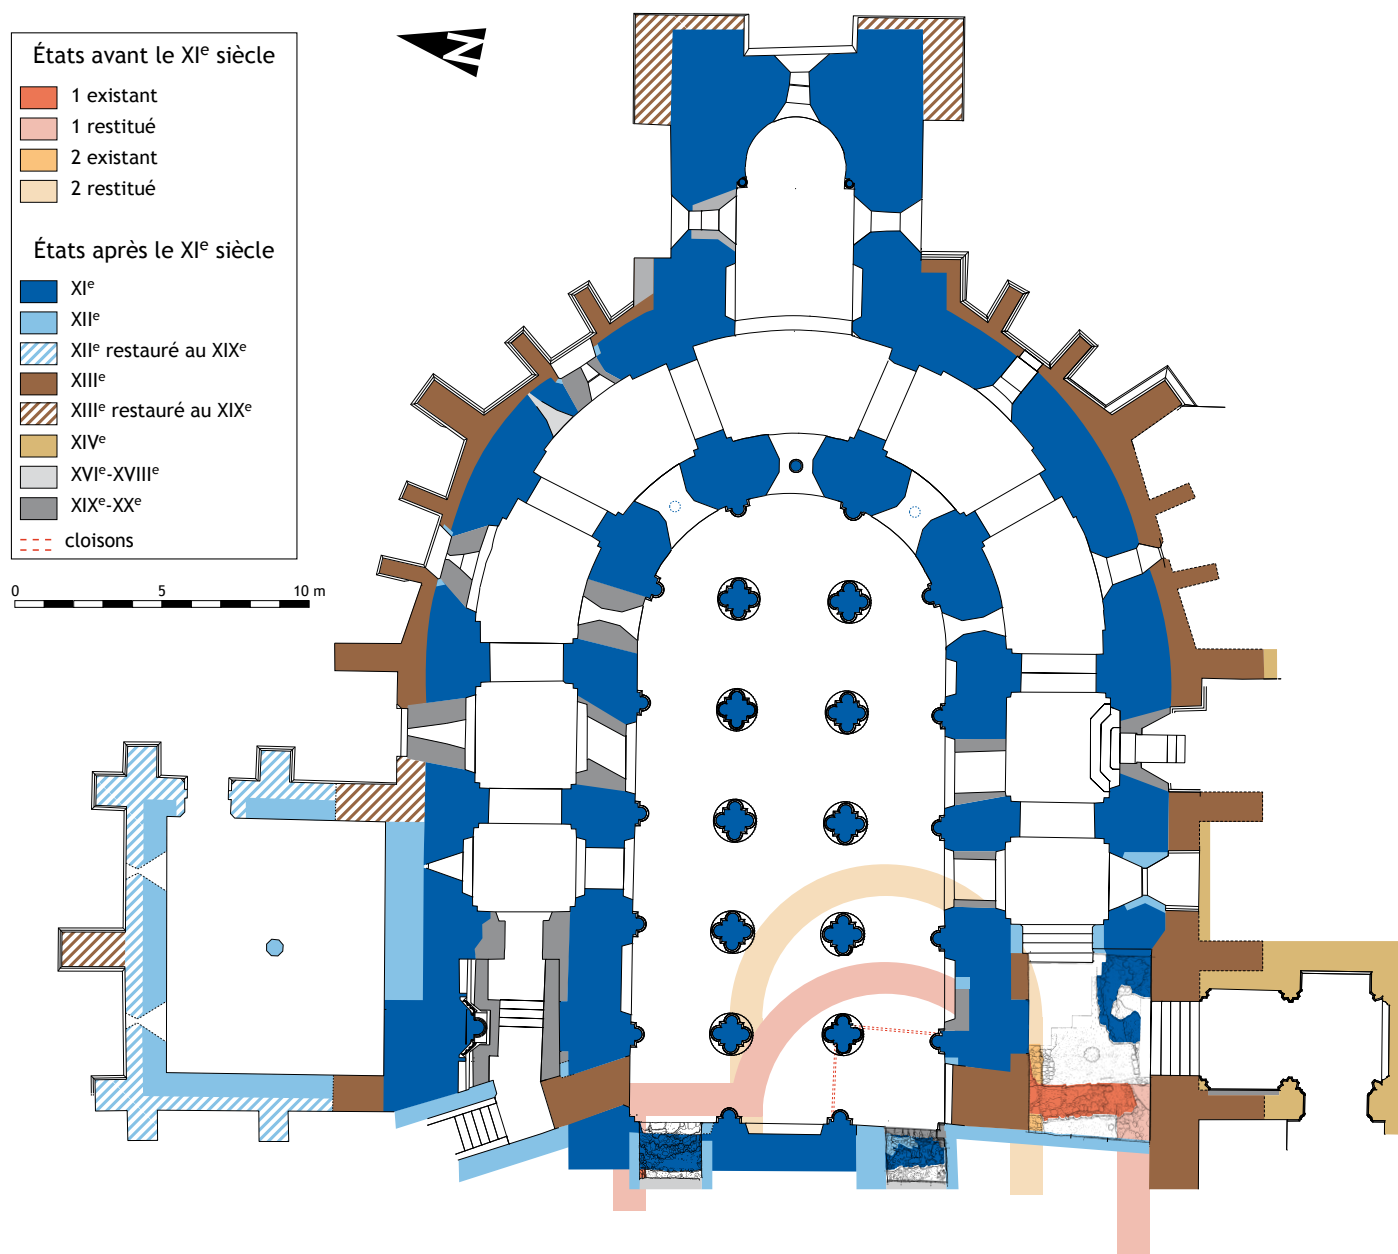 États avant le XIe siècle
1 existant
1 restitué
2 existant
2 restitué
États après le XIe siècle
XIe
XIIe
XIIe restauré au XIXe
XIIIe
XIIIe restauré au XIXe
XIVe
XVIe-XVIIIe
XIXe-XXe
cloisons
0 5 10 m
N